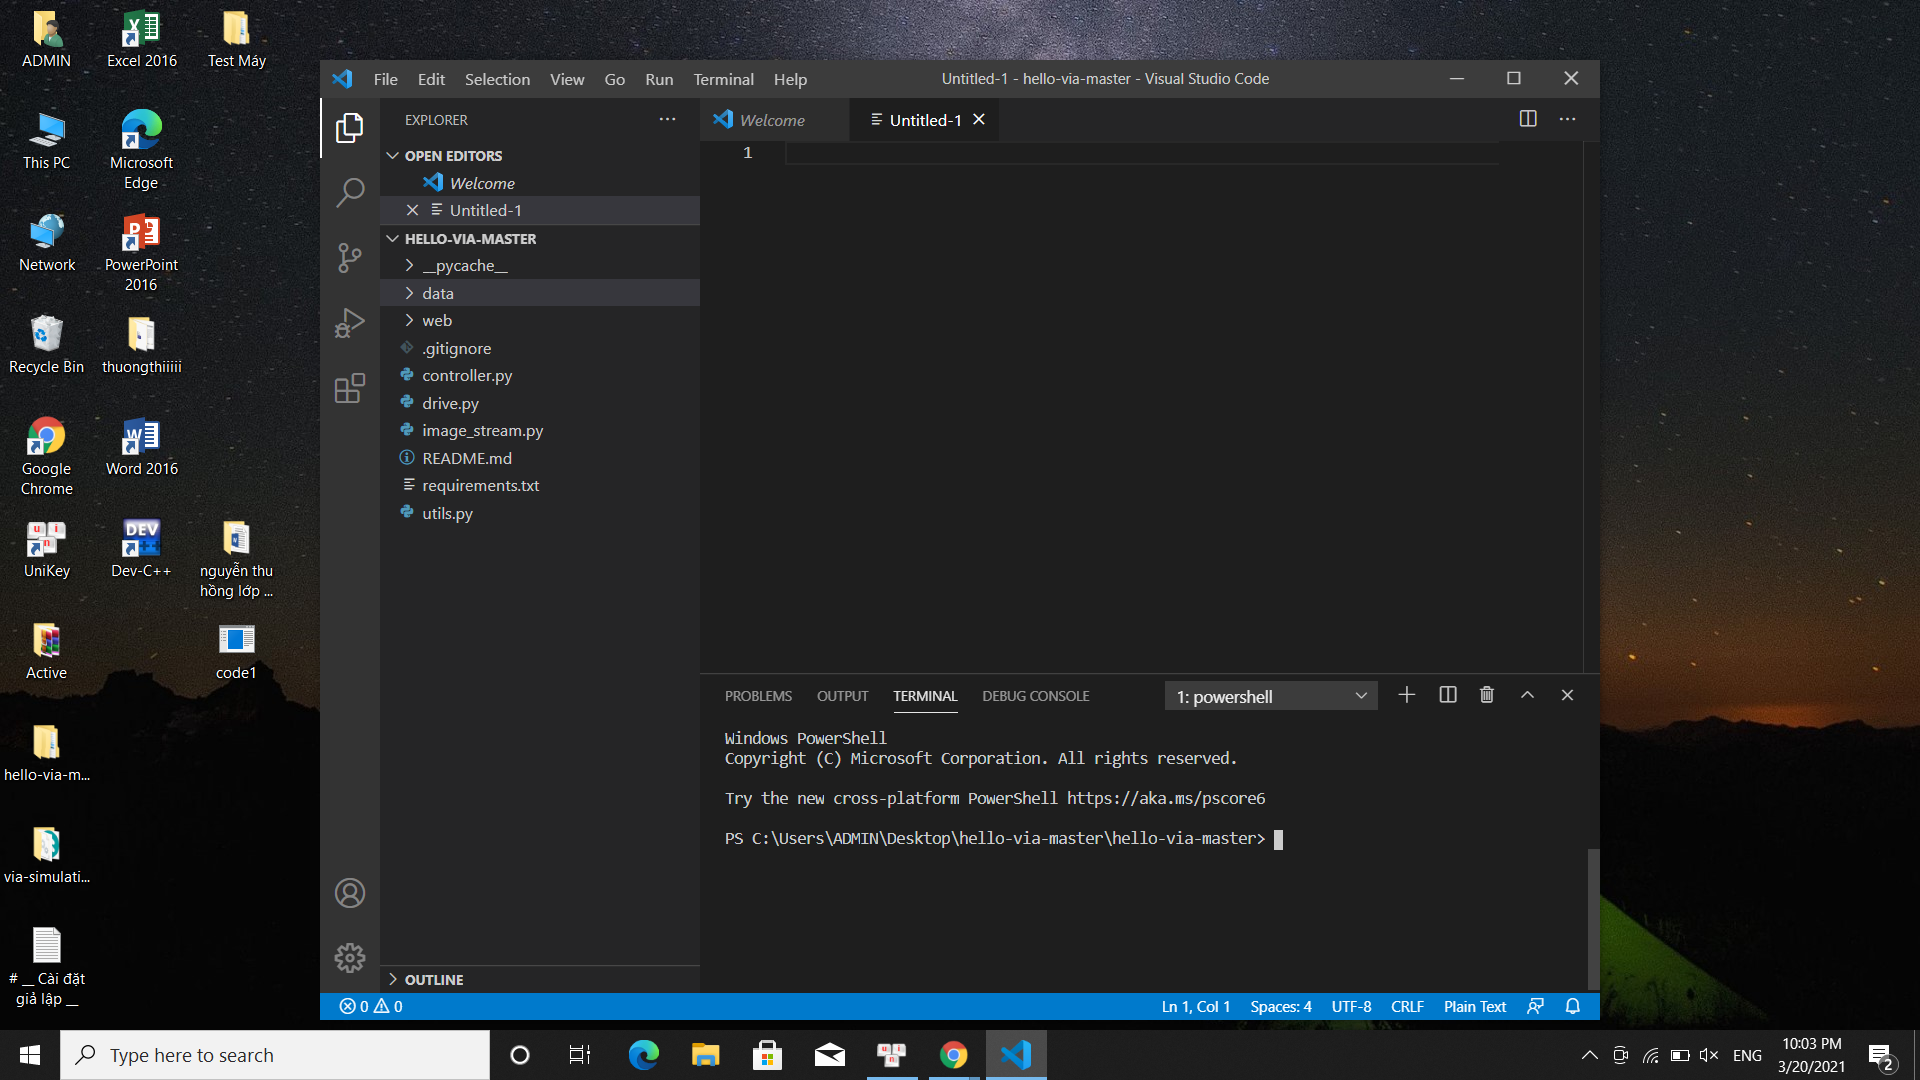 ADMIN
Excel 2016
Test Máy
This PC
Microsoft
Edge
Network
PowerPoint
2016
Recycle Bin
thuongthiiiii
Google
Chrome
Word 2016
UniKey
DEV
Dev-C++
nguyễn thu
hồng lớp ...
Active
code1
hello-via-m...
via-simulati...
# __ Cài đặt
giả lập __
File Edit Selection View Go Run Terminal Help
Untitled-1 - hello-via-master - Visual Studio Code
EXPLORER
OPEN EDITORS
Welcome
Untitled-1
HELLO-VIA-MASTER
__pycache__
data
web
.gitignore
controller.py
drive.py
image_stream.py
README.md
requirements.txt
utils.py
OUTLINE
Welcome
Untitled-1
1
PROBLEMS OUTPUT TERMINAL DEBUG CONSOLE
1: powershell
Windows PowerShell
Copyright (C) Microsoft Corporation. All rights reserved.
Try the new cross-platform PowerShell https://aka.ms/pscore6
PS C:\Users\ADMIN\Desktop\hello-via-master\hello-via-master>
0 0
Ln 1, Col 1 Spaces: 4 UTF-8 CRLF Plain Text
Type here to search
ENG
10:03 PM
3/20/2021
2